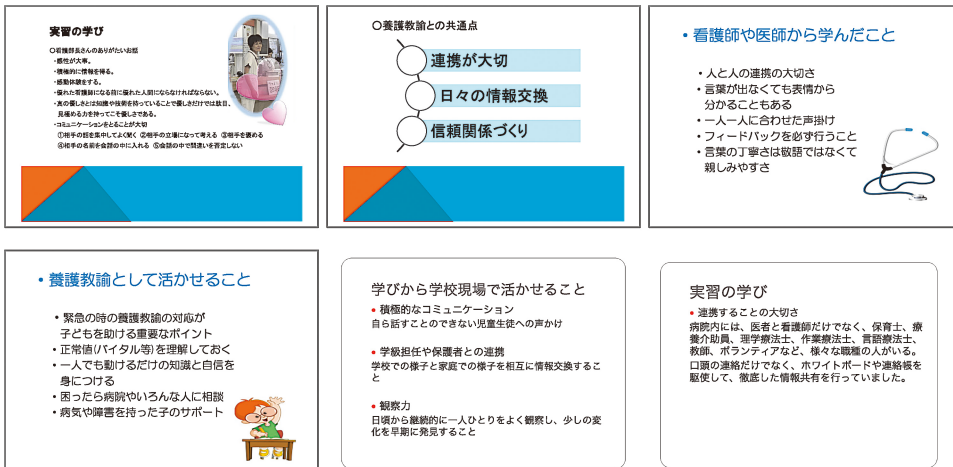 実習の学び
〇看護部長さんのありがたいお話
・感性が大事。
・積極的に情報を得る。
・感動体験をする。
・優れた看護師になる前に優れた人間にならなければならない。
・真の優しさとは知識や技術を持っていることで優しさだけでは駄目。
見極める力を持ってこそ優しさである。
・コミュニケーションをとることが大切
①相手の話を集中してよく聞く ②相手の立場になって考える ③相手を褒める
④相手の名前を会話の中に入れる ⑤会話の中で間違いを否定しない
〇養護教諭との共通点
連携が大切
日々の情報交換
信頼関係づくり
・看護師や医師から学んだこと
・人と人の連携の大切さ
・言葉が出なくても表情から
分かることもある
・一人一人に合わせた声掛け
・フィードバックを必ず行うこと
・言葉の丁寧さは敬語ではなくて
親しみやすさ
・養護教諭として活かせること
・緊急の時の養護教諭の対応が
子どもを助ける重要なポイント
・正常値(バイタル等)を理解しておく
・一人でも動けるだけの知識と自信を
身につける
・困ったら病院やいろんな人に相談
・病気や障害を持った子のサポート
学びから学校現場で活かせること
・積極的なコミュニケーション
自ら話すことのできない児童生徒への声かけ
・学級担任や保護者との連携
学校での様子と家庭での様子を相互に情報交換するこ
と
・観察力
日頃から継続的に一人ひとりをよく観察し、少しの変
化を早期に発見すること
実習の学び
・連携することの大切さ
病院内には、医者と看護師だけでなく、保育士、療
養介助員、理学療法士、作業療法士、言語療法士、
教師、ボランティアなど、様々な職種の人がいる。
口頭の連絡だけでなく、ホワイトボードや連絡帳を
駆使して、徹底した情報共有を行っていました。